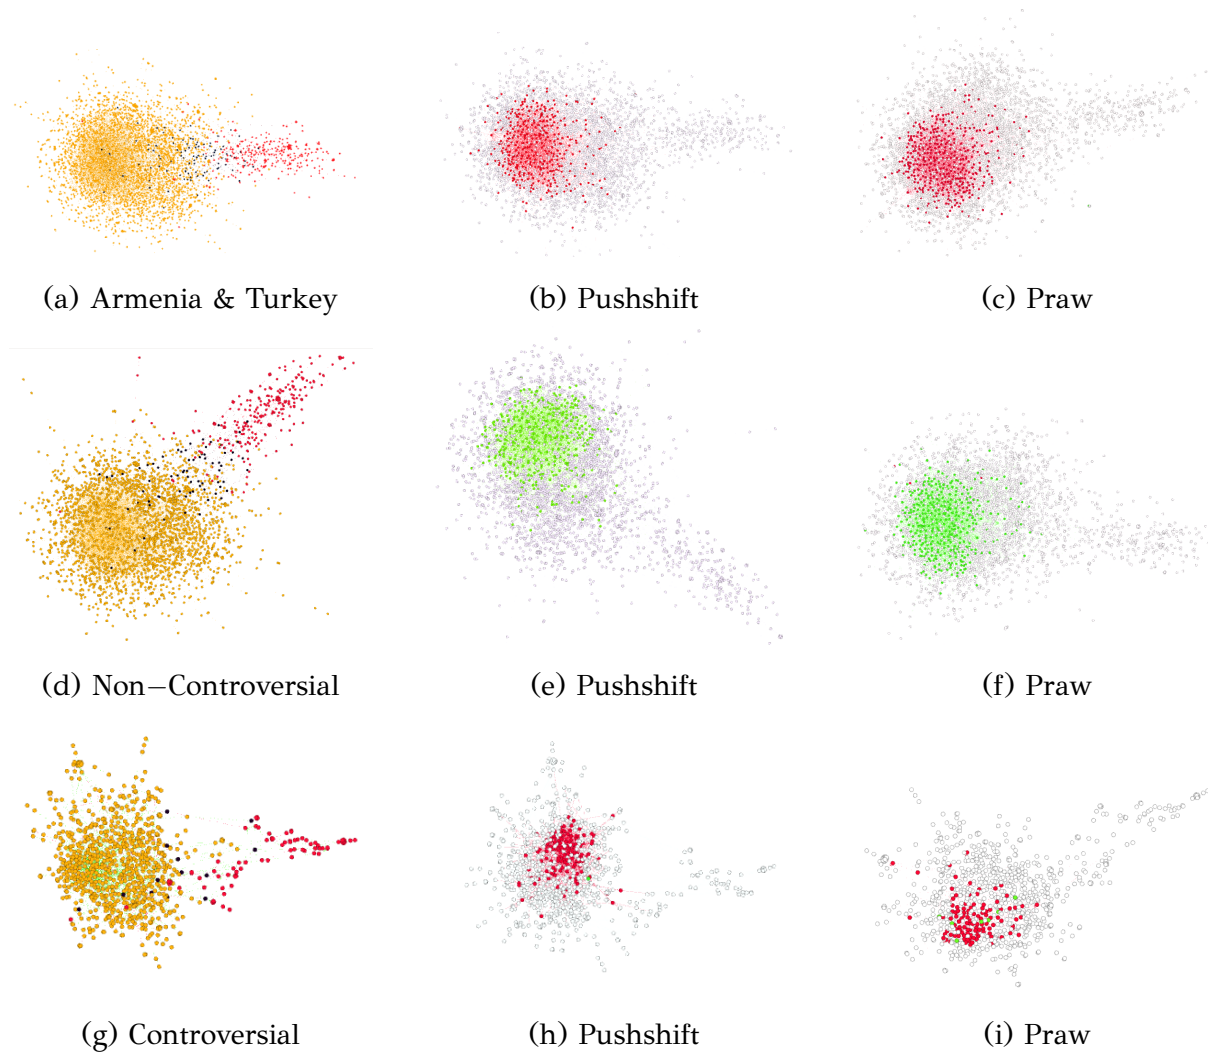 (a) Armenia & Turkey
(b) Pushshift
(c) Praw
(d) Non−Controversial
(e) Pushshift
(f) Praw
(g) Controversial
(h) Pushshift
(i) Praw